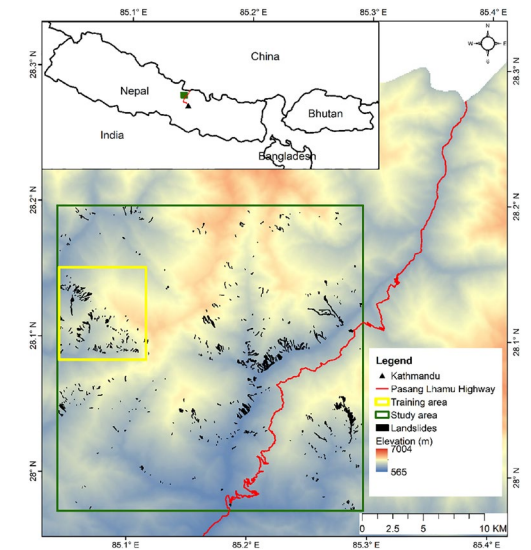 85.1° E
85.2° E
85.3° E
85.4° E
28.3° N
N
W
E
S
28.3° N
China
Nepal
India
Bhutan
Bangladesh
28.2° N
28.2° N
28.1° N
28.1° N
Legend
Kathmandu
Pasang Lhamu Highway
Training area
Study area
Landslides
Elevation (m)
7004
565
28° N
28° N
0 2.5 5 10 KM
85.1° E
85.2° E
85.3° E
85.4° E